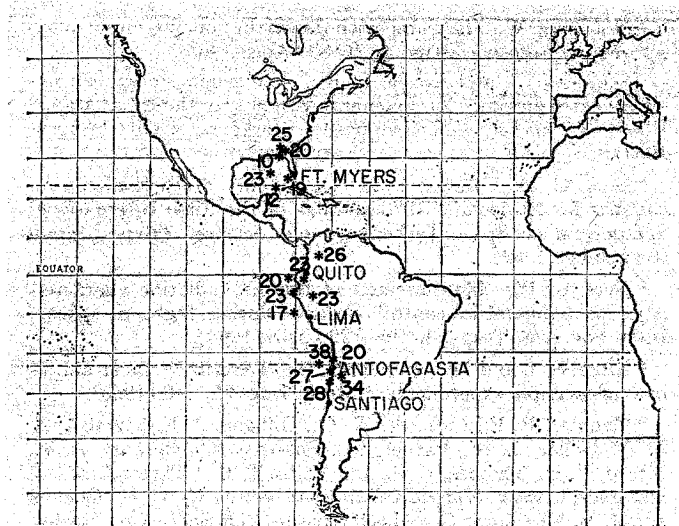 25
*20
10*
23* *FT. MYERS
12 19
*26
EQUATOR 27
20* QUITO
23* *23
17* *LIMA
38* 20
*ANTOFAGASTA
27 34
28
SANTIAGO